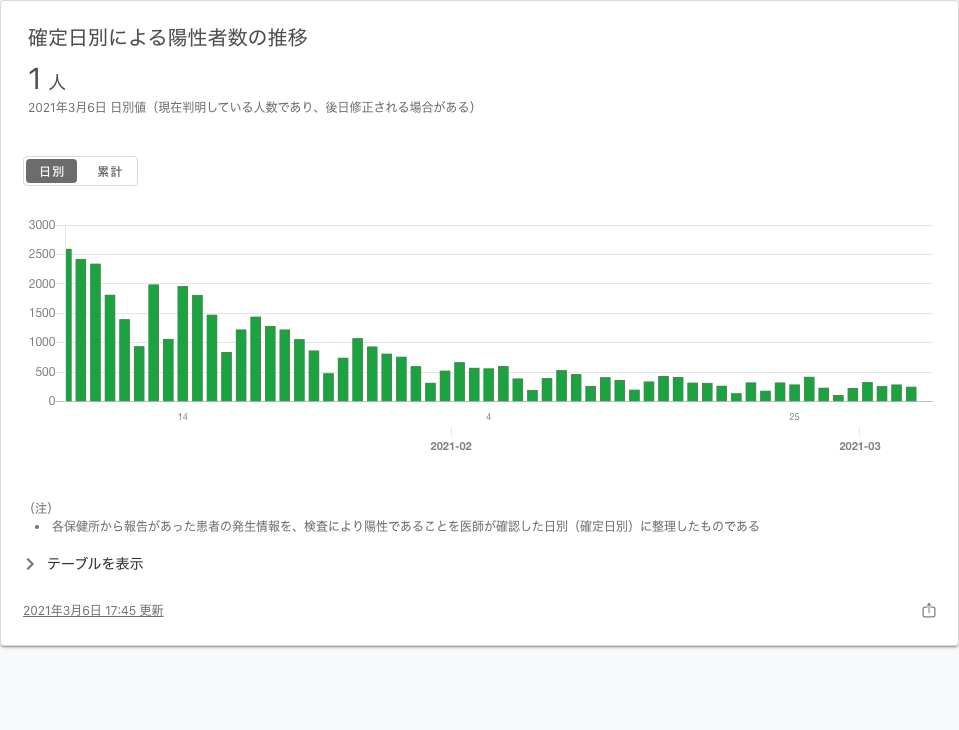 確定日別による陽性者数の推移
1 人
2021年3月6日 日別値（現在判明している人数であり、後日修正される場合がある）
日別 累計
3000
2500
2000
1500
1000
500
0
14 4 25
2021-02 2021-03
（注）
• 各保健所から報告があった患者の発生情報を、検査により陽性であることを医師が確認した日別（確定日別）に整理したものである
テーブルを表示
2021年3月6日 17:45 更新